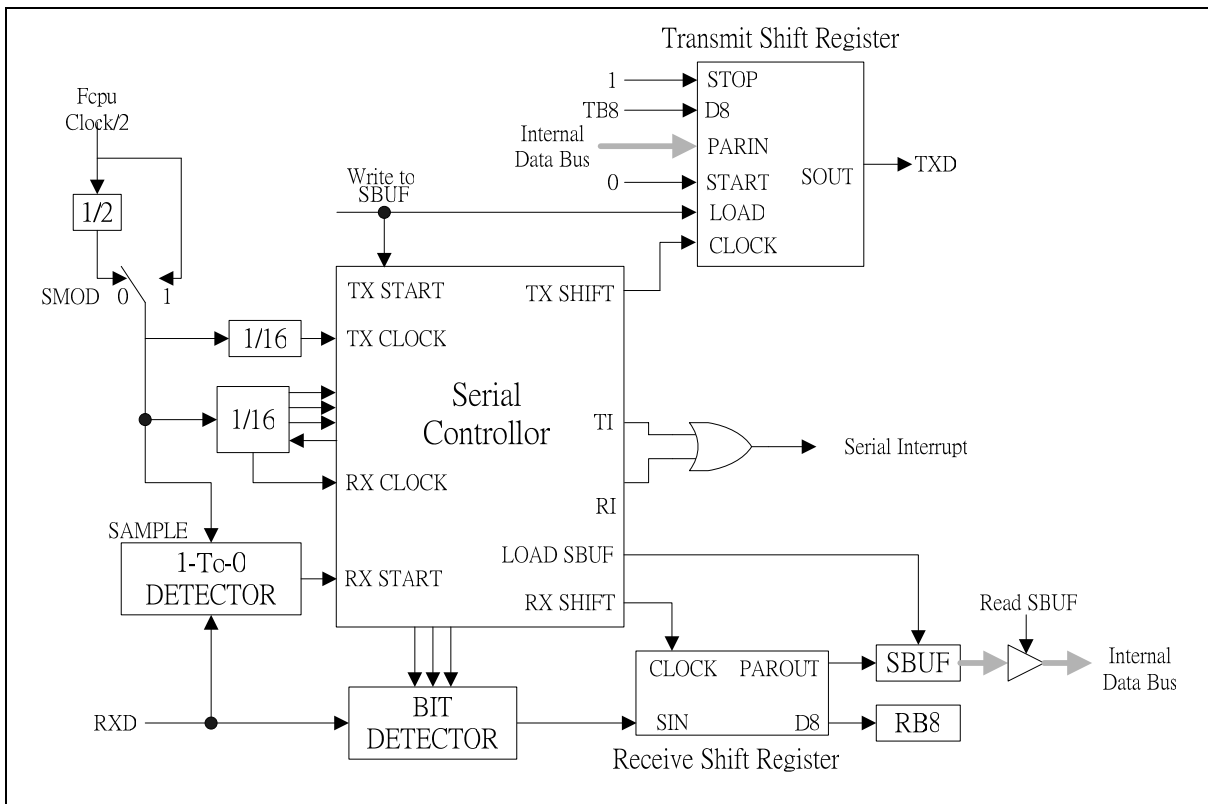 Transmit Shift Register
1
STOP
TB8
D8
Internal
Data Bus
PARIN
0
START
LOAD
CLOCK
SOUT
TXD
Fcpu
Clock/2
1/2
SMOD 0 1
Write to
SBUF
TX START
TX SHIFT
1/16
TX CLOCK
1/16
Serial
Controllor
TI
Serial Interrupt
RX CLOCK
RI
SAMPLE
1-To-0
DETECTOR
RX START
LOAD SBUF
RX SHIFT
Read SBUF
CLOCK
PAROUT
SBUF
Internal
Data Bus
RXD
BIT
DETECTOR
SIN
D8
RB8
Receive Shift Register